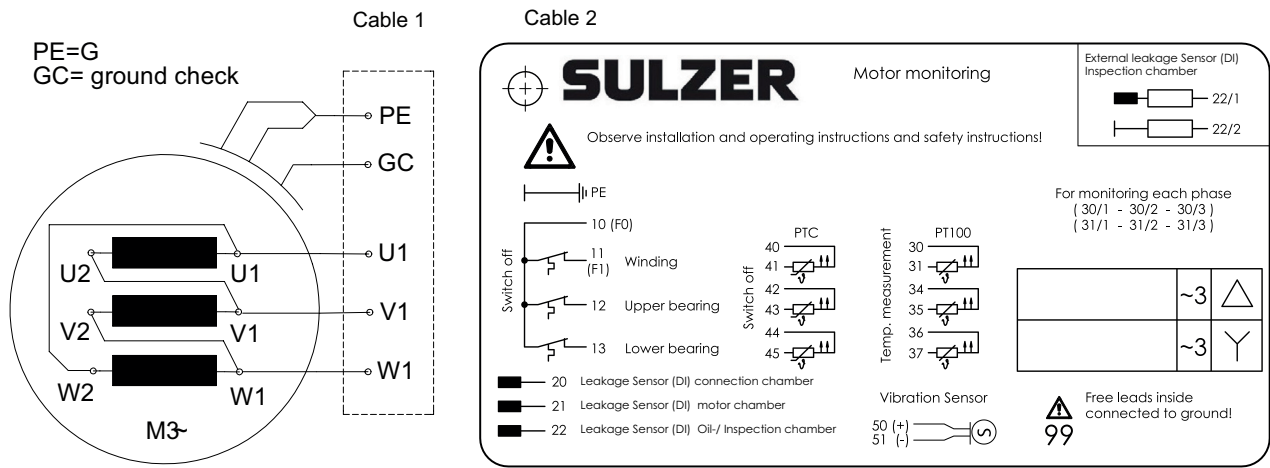 Cable 1
Cable 2
PE=G
GC= ground check
PE
GC
U1
V1
W1
U2
U1
V2
V1
W2
W1
M3~
SULZER
Motor monitoring
External leakage Sensor (DI)
Inspection chamber
22/1
22/2
Observe installation and operating instructions and safety instructions!
PE
For monitoring each phase
( 30/1 - 30/2 - 30/3 )
( 31/1 - 31/2 - 31/3 )
Switch off
10 (F0)
11
(F1)
Winding
12 Upper bearing
13 Lower bearing
Switch off
PTC
40
41
42
43
44
45
Temp. measurement
PT100
30
31
34
35
36
37
~3
~3
20 Leakage Sensor (DI) connection chamber
21 Leakage Sensor (DI) motor chamber
22 Leakage Sensor (DI) Oil-/ Inspection chamber
Vibration Sensor
50 (+)
51 (-)
S
Free leads inside
connected to ground!
99